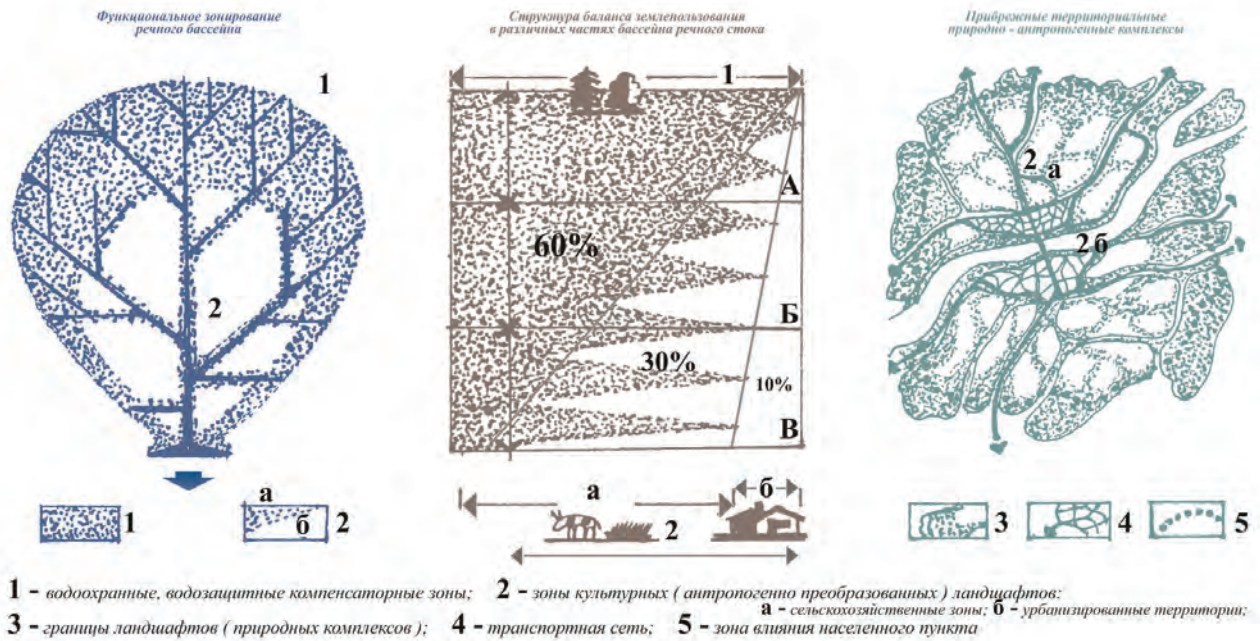 Функциональное зонирование
речного бассейна
Структура баланса землепользования
в различных частях бассейна речного стока
Прибрежные территориальные
природно - антропогенные комплексы
1
2
1
А
60%
Б
30%
10%
В
а
б
2
2
а
2 б
1
а
б
2
3
4
5
1 - водоохранные, водозащитные компенсаторные зоны; 2 - зоны культурных ( антропогенно преобразованных ) ландшафтов:
а - сельскохозяйственные зоны; б - урбанизированные территории;
3 - границы ландшафтов ( природных комплексов ); 4 - транспортная сеть; 5 - зона влияния населенного пункта